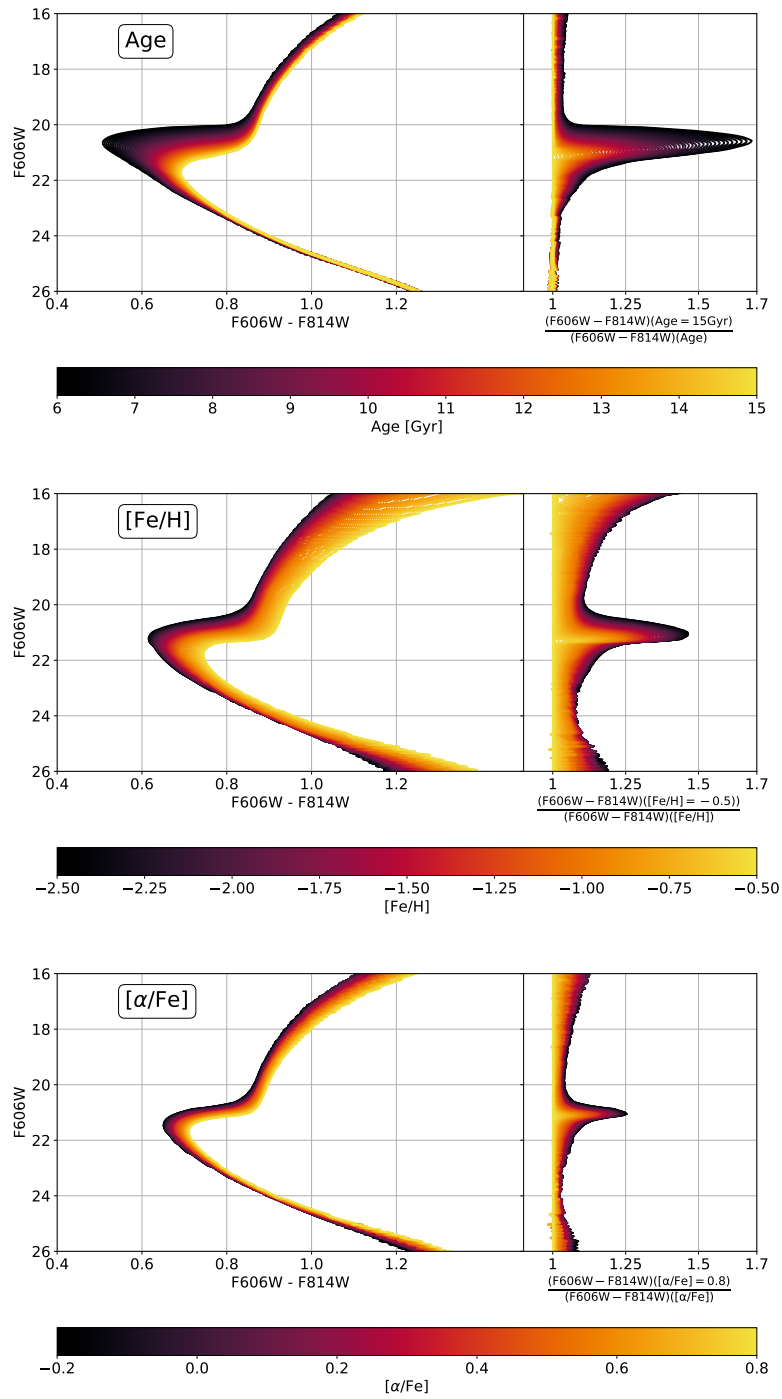 Age
F606W
16
18
20
22
24
26
0.4 0.6 0.8 1.0 1.2
1 1.25 1.5 1.7
F606W - F814W
(F606W − F814W)(Age = 15Gyr)
(F606W − F814W)(Age)
6 7 8 9 10 11 12 13 14 15
Age [Gyr]
[Fe/H]
F606W
16
18
20
22
24
26
0.4 0.6 0.8 1.0 1.2
1 1.25 1.5 1.7
F606W - F814W
(F606W − F814W)([Fe/H] = − 0.5))
(F606W − F814W)([Fe/H])
−2.50 −2.25 −2.00 −1.75 −1.50 −1.25 −1.00 −0.75 −0.50
[Fe/H]
[α/Fe]
F606W
16
18
20
22
24
26
0.4 0.6 0.8 1.0 1.2
1 1.25 1.5 1.7
F606W - F814W
(F606W − F814W)([α/Fe] = 0.8)
(F606W − F814W)([α/Fe])
−0.2 0.0 0.2 0.4 0.6 0.8
[α/Fe]